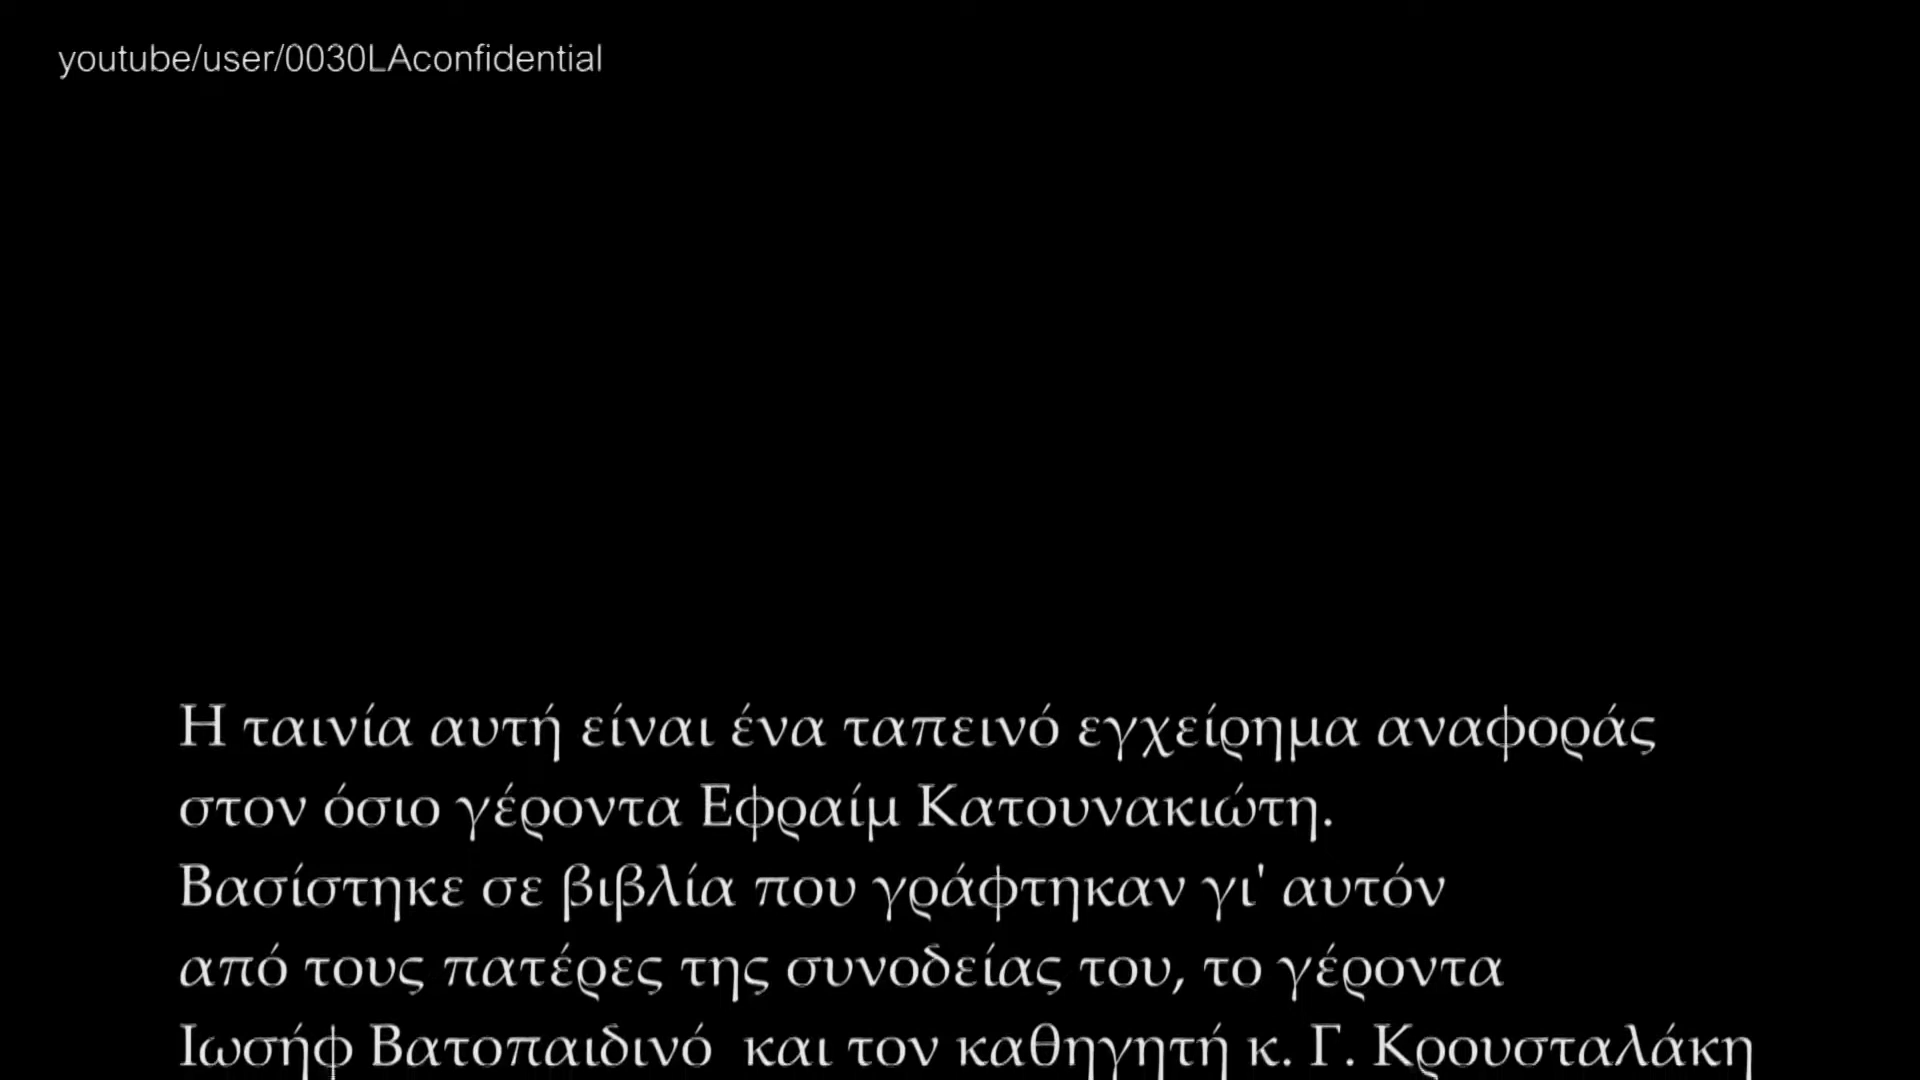 youtube/user/0030LAconfidential
Η ταινία αυτή είναι ένα ταπεινό εγχείρημα αναφοράς
στον όσιο γέροντα Εφραίμ Κατουνακιώτη.
Βασίστηκε σε βιβλία που γράφτηκαν γι' αυτόν
από τους πατέρες της συνοδείας του, το γέροντα
Ιωσήφ Βατοπαιδινό και τον καθηγητή κ. Γ. Κρουσταλάκη